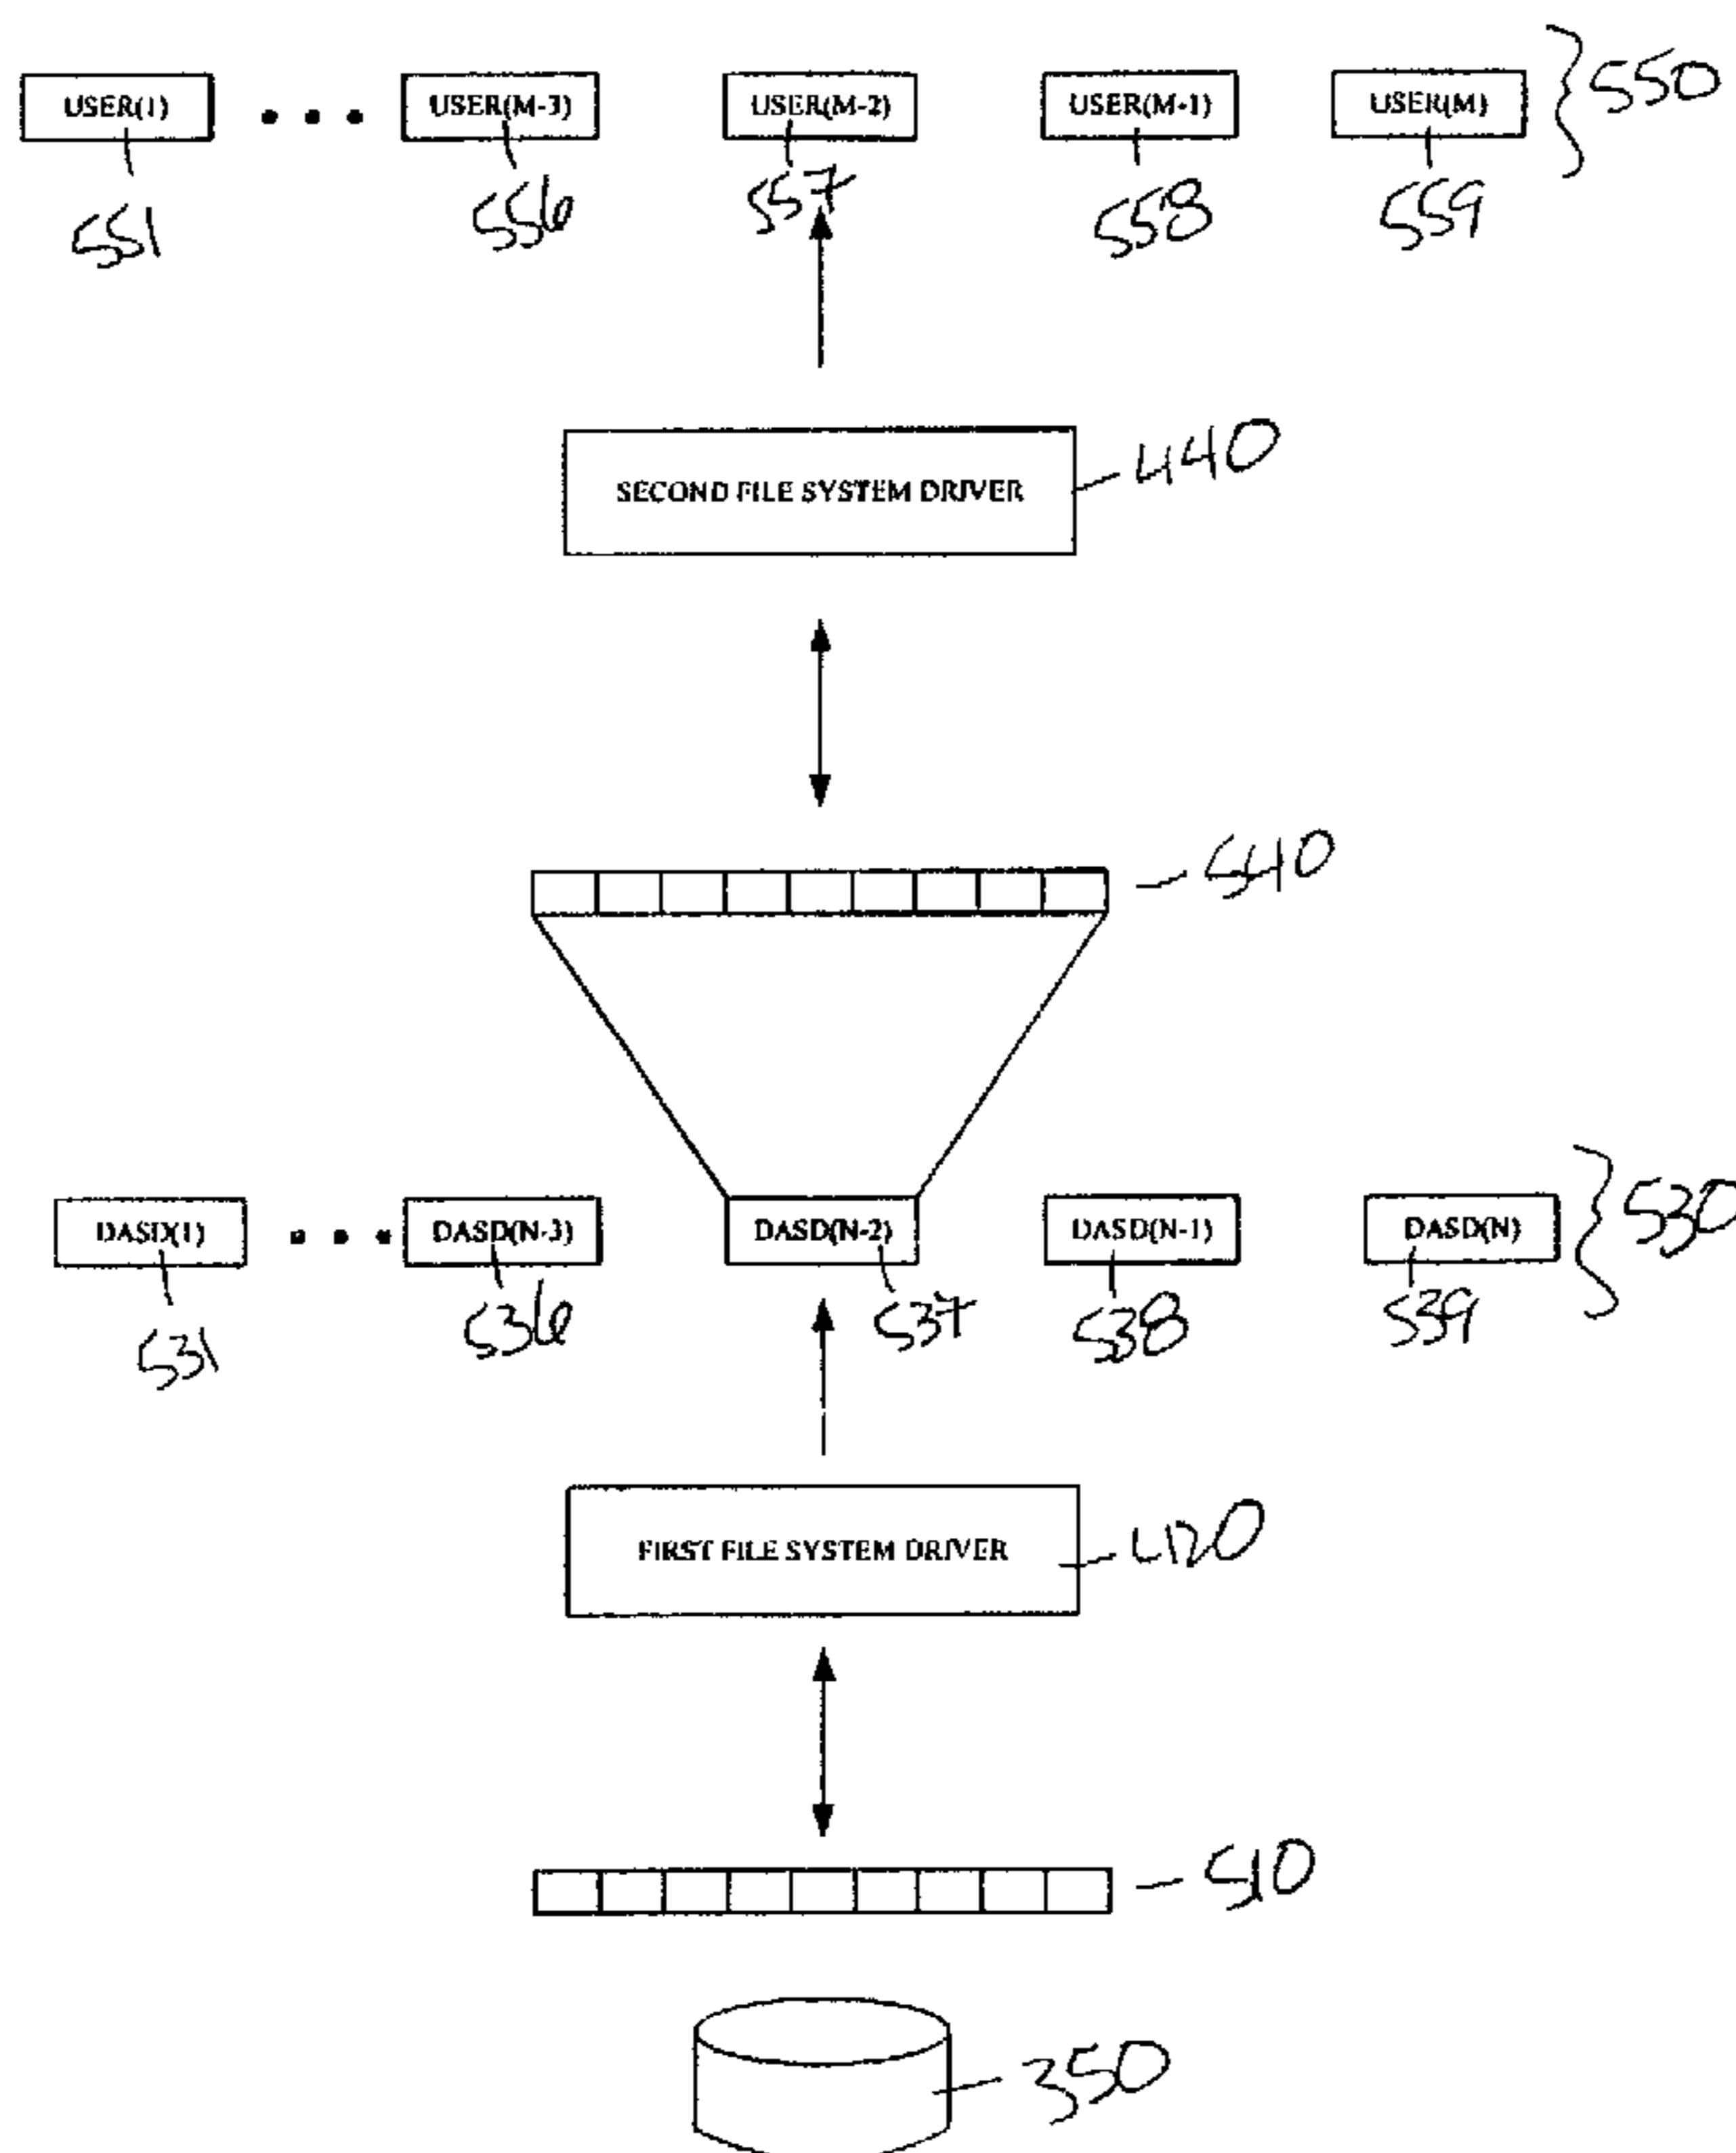 USER(1) • • • USER(M-3) USER(M-2) USER(M-1) USER(M) 550
551 556 557 558 559
SECOND FILE SYSTEM DRIVER 440
540
DASD(1) • • • DASD(N-3) DASD(N-2) DASD(N-1) DASD(N) 530
531 536 537 538 539
FIRST FILE SYSTEM DRIVER 420
510
350